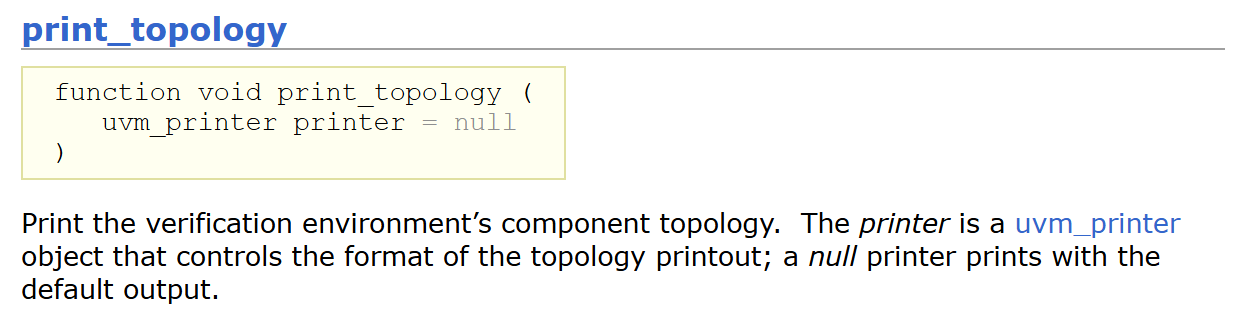 print_topology
function void print_topology (
uvm_printer printer = null
)
Print the verification environment’s component topology.  The printer is a uvm_printer
object that controls the format of the topology printout; a null printer prints with the
default output.